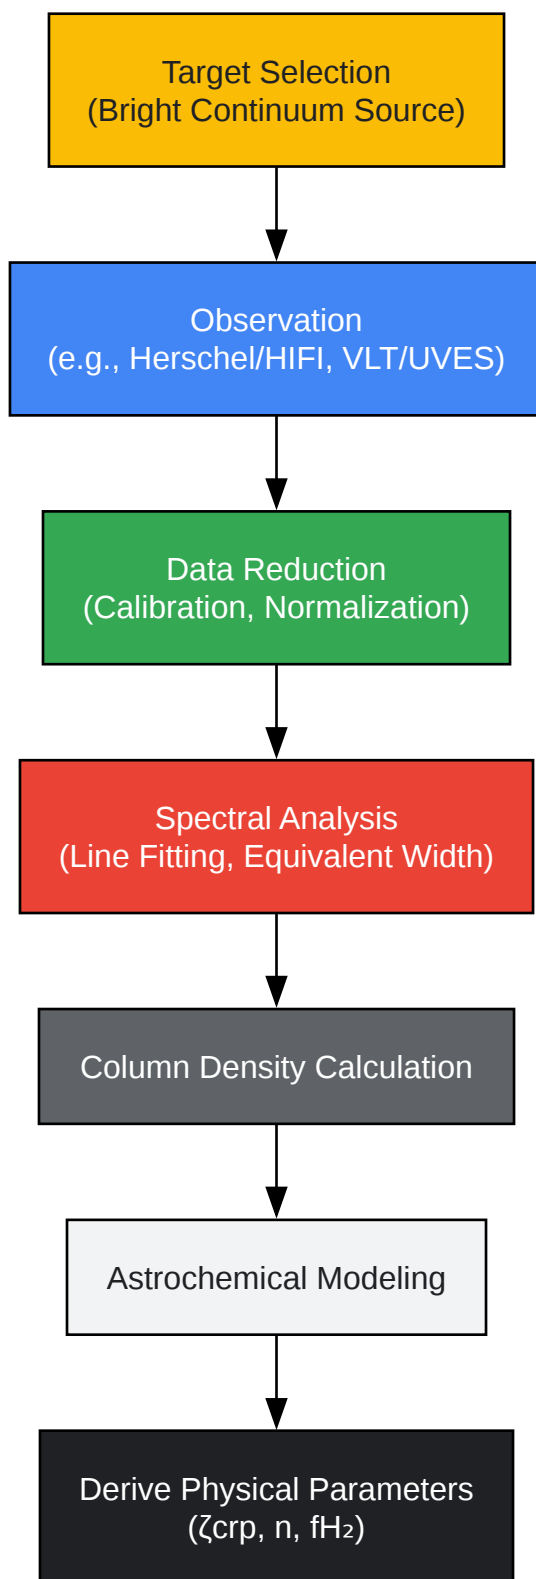 Target Selection
(Bright Continuum Source)
Observation
(e.g., Herschel/HIFI, VLT/UVES)
Data Reduction
(Calibration, Normalization)
Spectral Analysis
(Line Fitting, Equivalent Width)
Column Density Calculation
Astrochemical Modeling
Derive Physical Parameters
(ζcrp, n, fH₂)